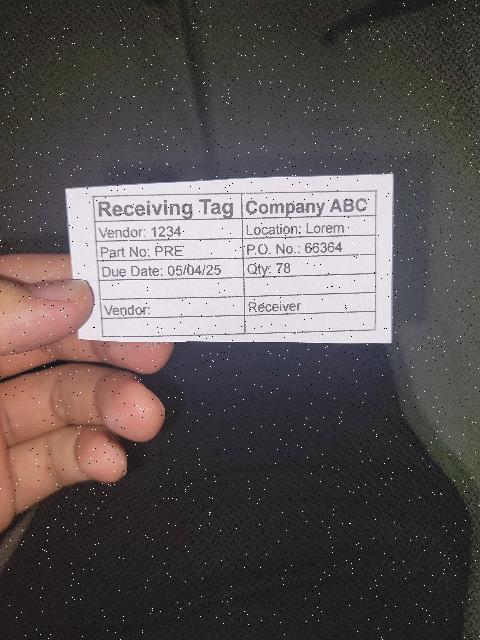 Receiving Tag Company ABC
Vendor: 1234 Location: Lorem
Part No: PRE P.O. No.: 66364
Due Date: 05/04/25 Qty: 78
Vendor: Receiver